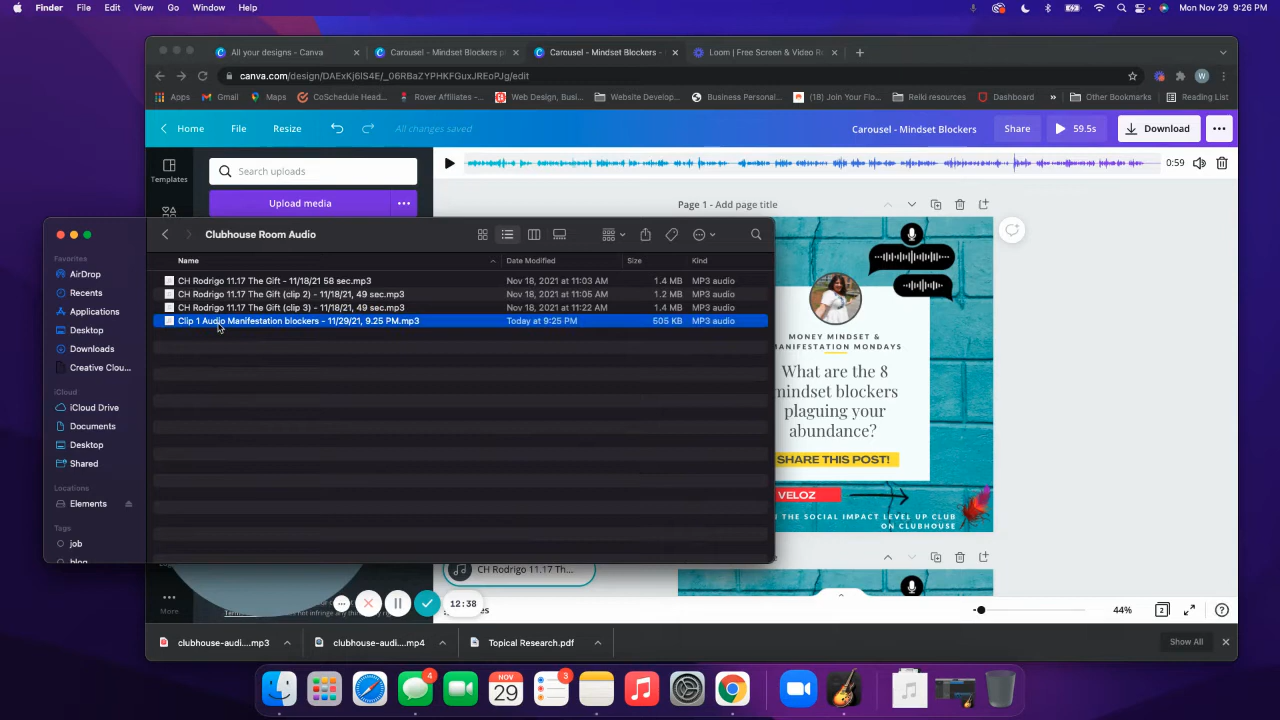 Finder File Edit View Go Window Help
Mon Nov 29 9:26 PM
All your designs - Canva
Carousel - Mindset Blockers p
Carousel - Mindset Blockers -
Loom | Free Screen & Video R
canva.com/design/DAExKj6IS4E/_06RBaZYPHKFGuxJREoPJg/edit
Apps Gmail Maps CoSchedule Head... Rover Affiliates –... Web Design, Busi... Website Develop... Business Personal... (18) Join Your Flo... Reiki resources Dashboard Other Bookmarks Reading List
Home File Resize All changes saved Carousel - Mindset Blockers Share 59.5s Download
Templates
Search uploads
0:59
Upload media
Page 1 - Add page title
Clubhouse Room Audio
Favorites
AirDrop
Recents
Applications
Desktop
Downloads
Creative Clou...
iCloud
iCloud Drive
Documents
Desktop
Shared
Locations
Elements
Tags
job
blog
Name Date Modified Size Kind
CH Rodrigo 11.17 The Gift - 11/18/21 58 sec.mp3 Nov 18, 2021 at 11:03 AM 1.4 MB MP3 audio
CH Rodrigo 11.17 The Gift (clip 2) - 11/18/21, 49 sec.mp3 Nov 18, 2021 at 11:05 AM 1.2 MB MP3 audio
CH Rodrigo 11.17 The Gift (clip 3) - 11/18/21, 49 sec.mp3 Nov 18, 2021 at 11:22 AM 1.4 MB MP3 audio
Clip 1 Audio Manifestation blockers - 11/29/21, 9.25 PM.mp3 Today at 9:25 PM 505 KB MP3 audio
MONEY MINDSET &
MANIFESTATION MONDAYS
What are the 8
mindset blockers
plaguing your
abundance?
SHARE THIS POST!
VELOZ
THE SOCIAL IMPACT LEVEL UP CLUB
ON CLUBHOUSE
CH Rodrigo 11.17 Th...
More
12:38
44%
2
clubhouse-audi....mp3
clubhouse-audi....mp4
Topical Research.pdf
Show All
NOV
29
4
3